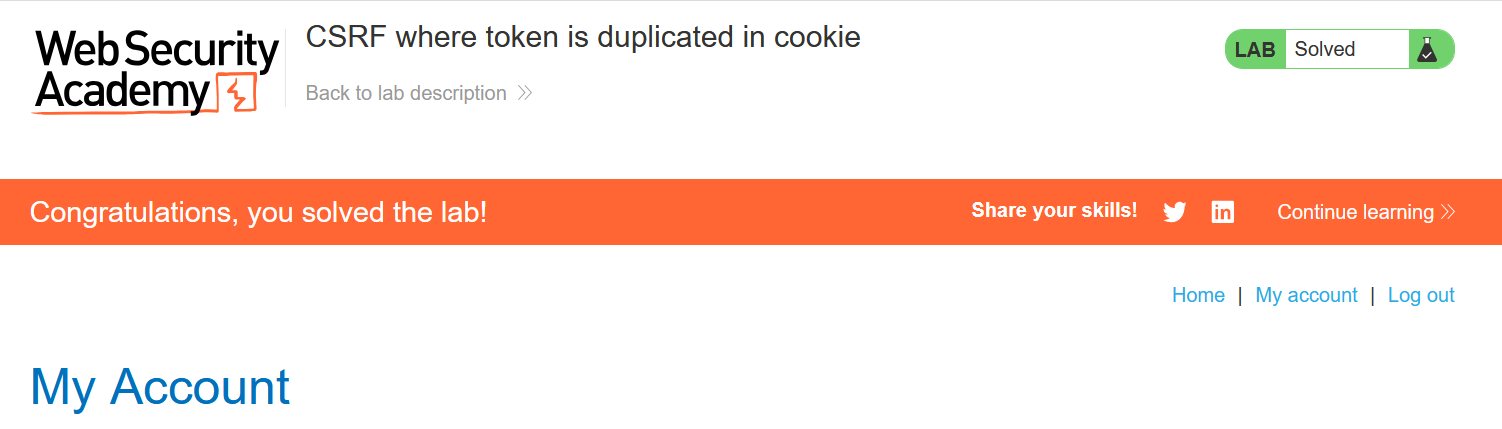 Web Security
Academy
CSRF where token is duplicated in cookie
Back to lab description
LAB Solved
Congratulations, you solved the lab!
Share your skills!
Continue learning
Home | My account | Log out
My Account